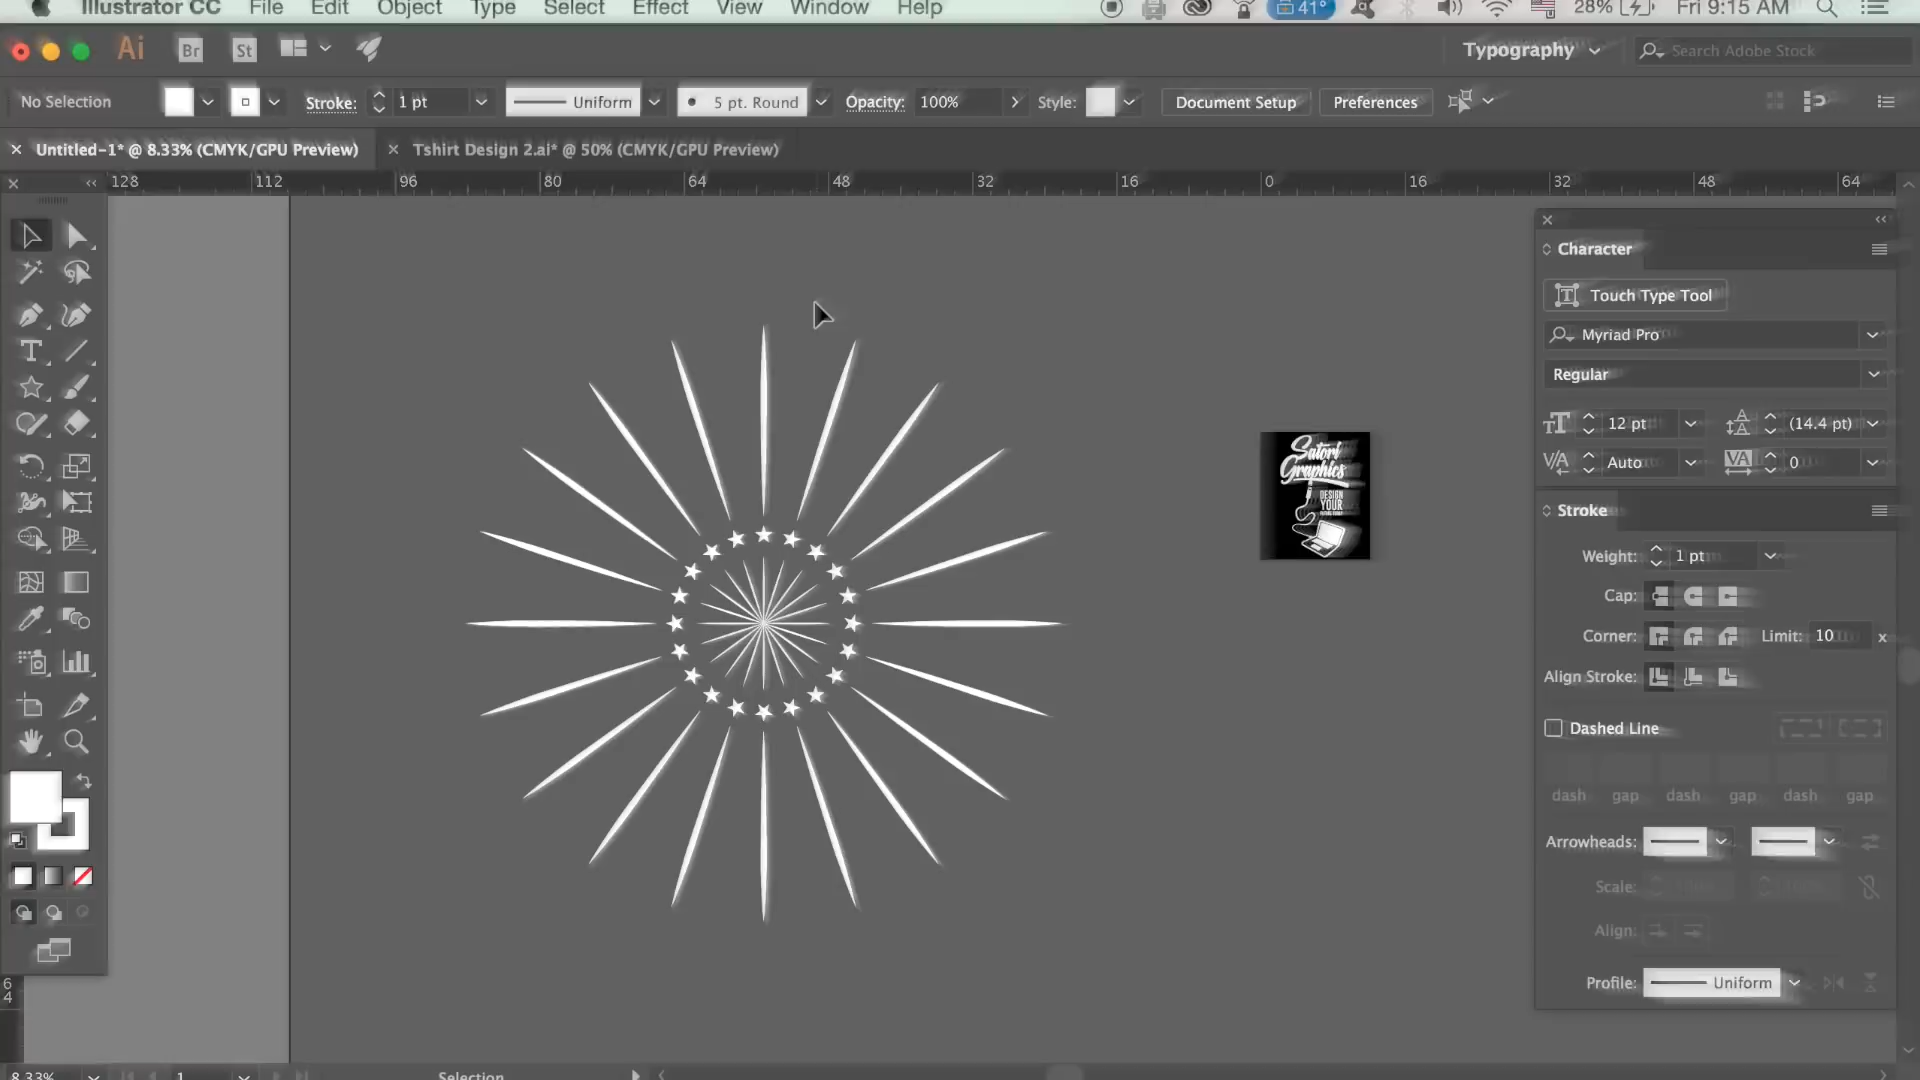 Illustrator CC File Edit Object Type Select Effect View Window Help 41° 28% Fri 9:15 AM
Ai Br St Typography Search Adobe Stock
No Selection Stroke: 1 pt Uniform 5 pt. Round Opacity: 100% Style: Document Setup Preferences
Untitled-1* @ 8.33% (CMYK/GPU Preview) Tshirt Design 2.ai* @ 50% (CMYK/GPU Preview)
128 112 96 80 64 48 32 16 0 16 32 48 64
Character
Touch Type Tool
Myriad Pro
Regular
12 pt (14.4 pt)
Auto 0
Satori
Graphics
DESIGN
YOUR
Stroke
Weight: 1 pt
Cap:
Corner: Limit: 10 x
Align Stroke:
Dashed Line
dash gap dash gap dash gap
Arrowheads:
Scale:
Align:
Profile: Uniform
64
8.33% 1 Selection